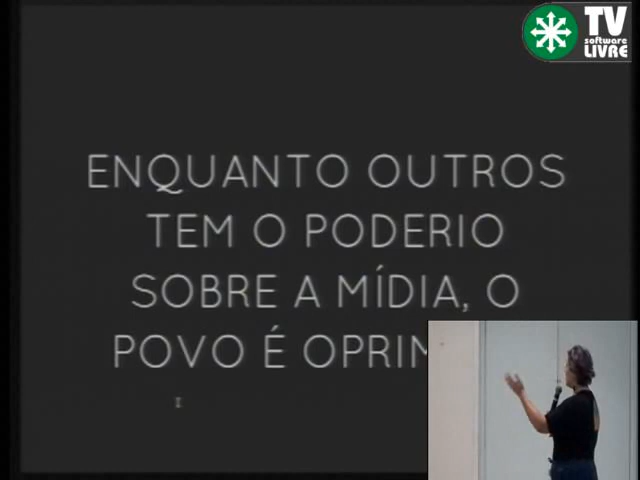 TV
software
LIVRE
ENQUANTO OUTROS
TEM O PODERIO
SOBRE A MÍDIA, O
POVO É